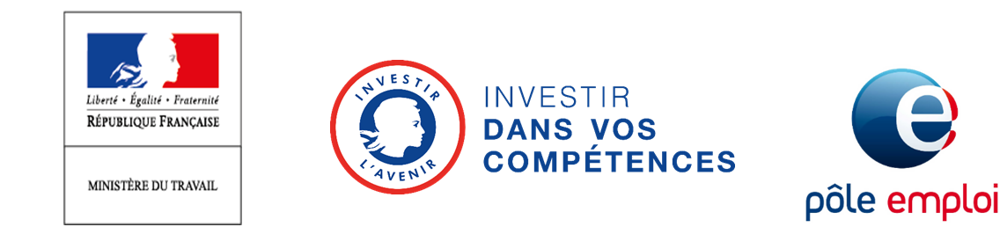 Liberté • Égalité • Fraternité
RÉPUBLIQUE FRANÇAISE
MINISTÈRE DU TRAVAIL
INVESTIR
L'AVENIR
INVESTIR
DANS VOS
COMPÉTENCES
e
pôle emploi